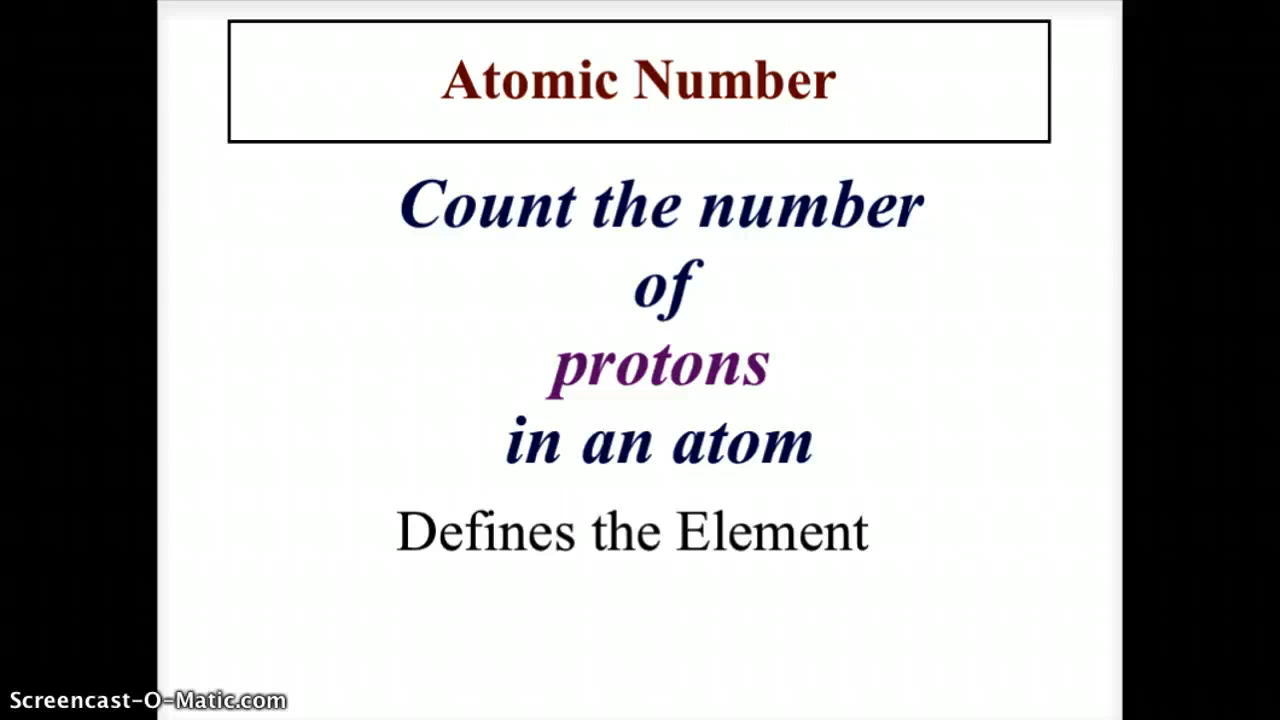 Atomic Number
Count the number
of
protons
in an atom
Defines the Element
Screencast-O-Matic.com